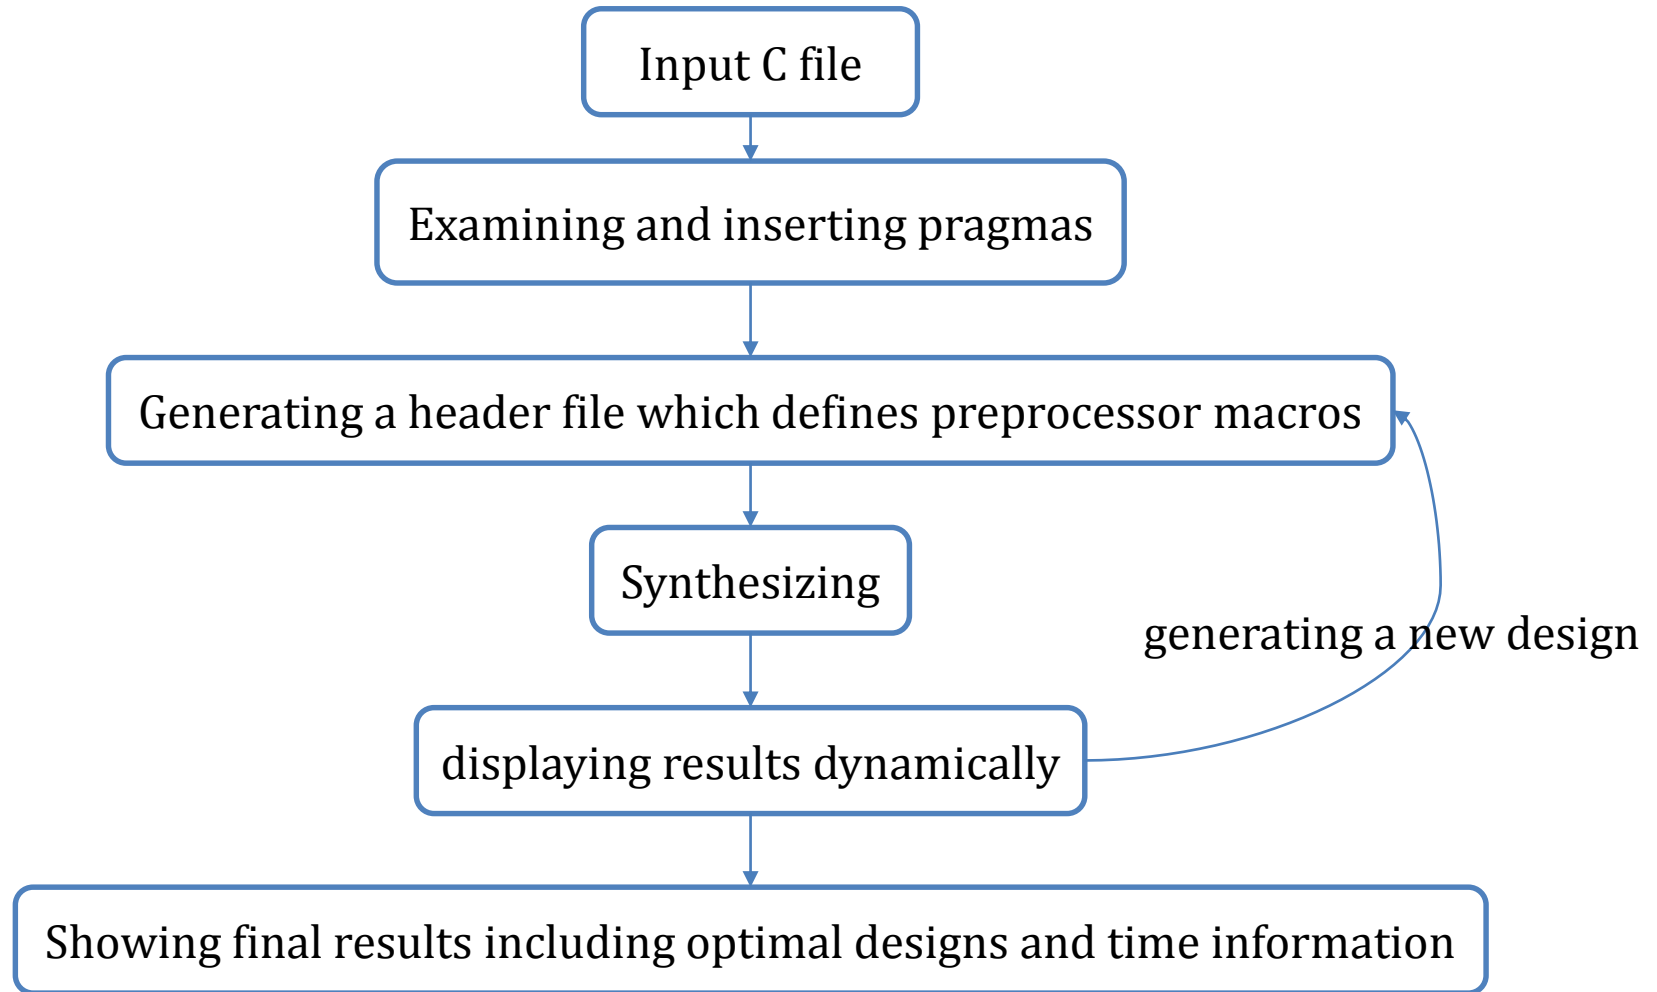 Input C file
Examining and inserting pragmas
Generating a header file which defines preprocessor macros
Synthesizing
generating a new design
displaying results dynamically
Showing final results including optimal designs and time information